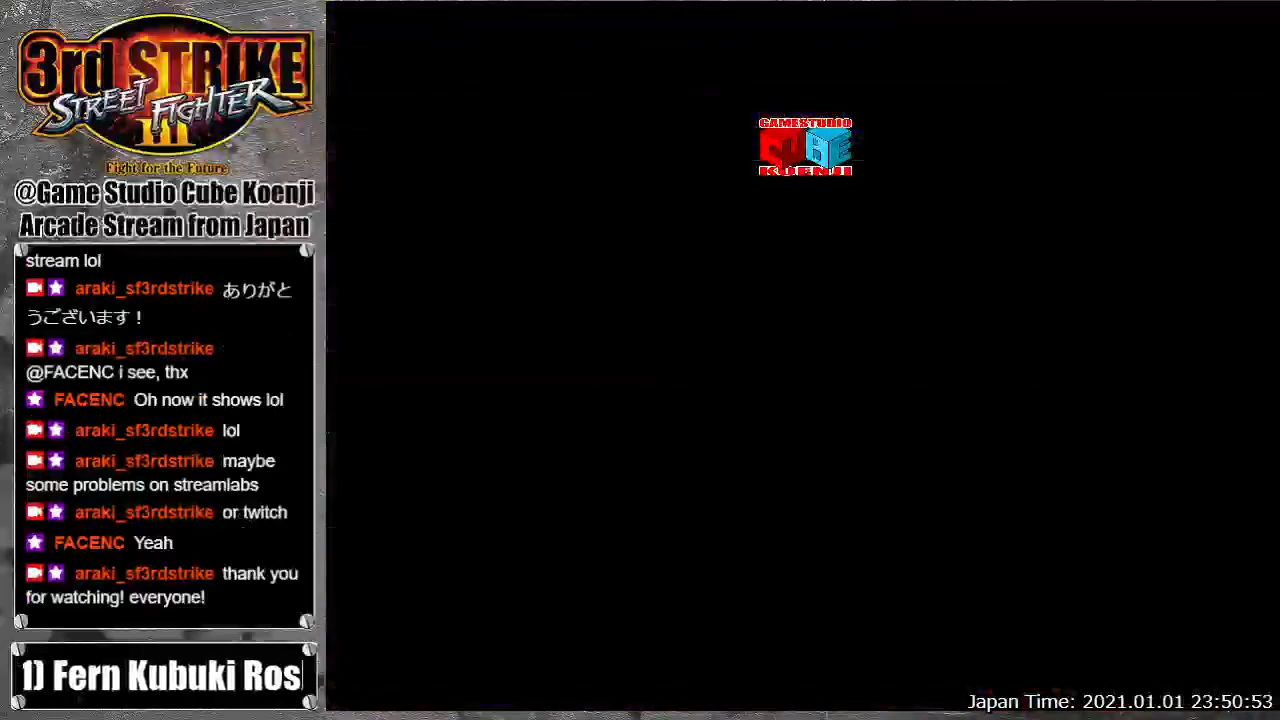 3rd STRIKE
STREET FIGHTER
III
Fight for the Future
@Game Studio Cube Koenji
Arcade Stream from Japan
stream lol
araki_sf3rdstrike ありがと
うございます！
araki_sf3rdstrike
@FACENC i see, thx
FACENC Oh now it shows lol
araki_sf3rdstrike lol
araki_sf3rdstrike maybe
some problems on streamlabs
araki_sf3rdstrike or twitch
FACENC Yeah
araki_sf3rdstrike thank you
for watching! everyone!
1) Fern Kubuki Ros
GAMESTUDIO
CUBE
KOENJI
Japan Time: 2021.01.01 23:50:53